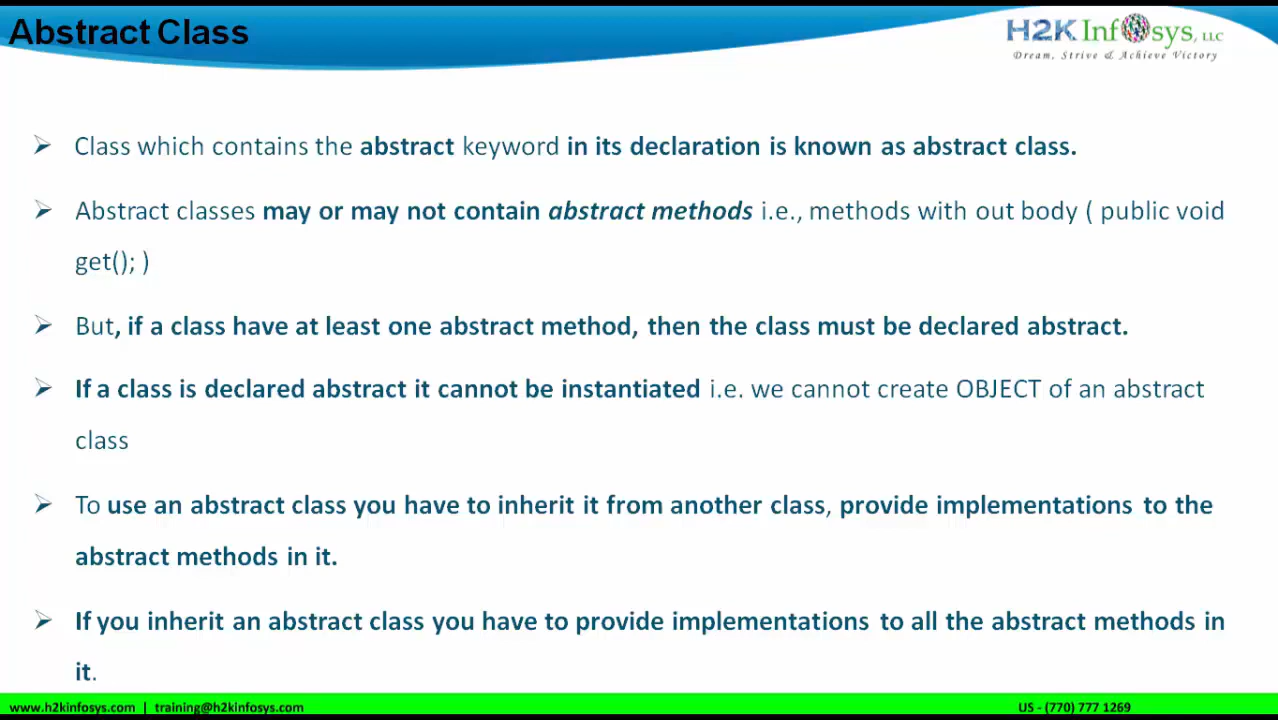 Abstract Class
H2K Infosys, LLC
Dream, Strive & Achieve Victory
➢ Class which contains the abstract keyword in its declaration is known as abstract class.
➢ Abstract classes may or may not contain abstract methods i.e., methods with out body ( public void
get(); )
➢ But, if a class have at least one abstract method, then the class must be declared abstract.
➢ If a class is declared abstract it cannot be instantiated i.e. we cannot create OBJECT of an abstract
class
➢ To use an abstract class you have to inherit it from another class, provide implementations to the
abstract methods in it.
➢ If you inherit an abstract class you have to provide implementations to all the abstract methods in
it.
www.h2kinfosys.com | training@h2kinfosys.com US - (770) 777 1269